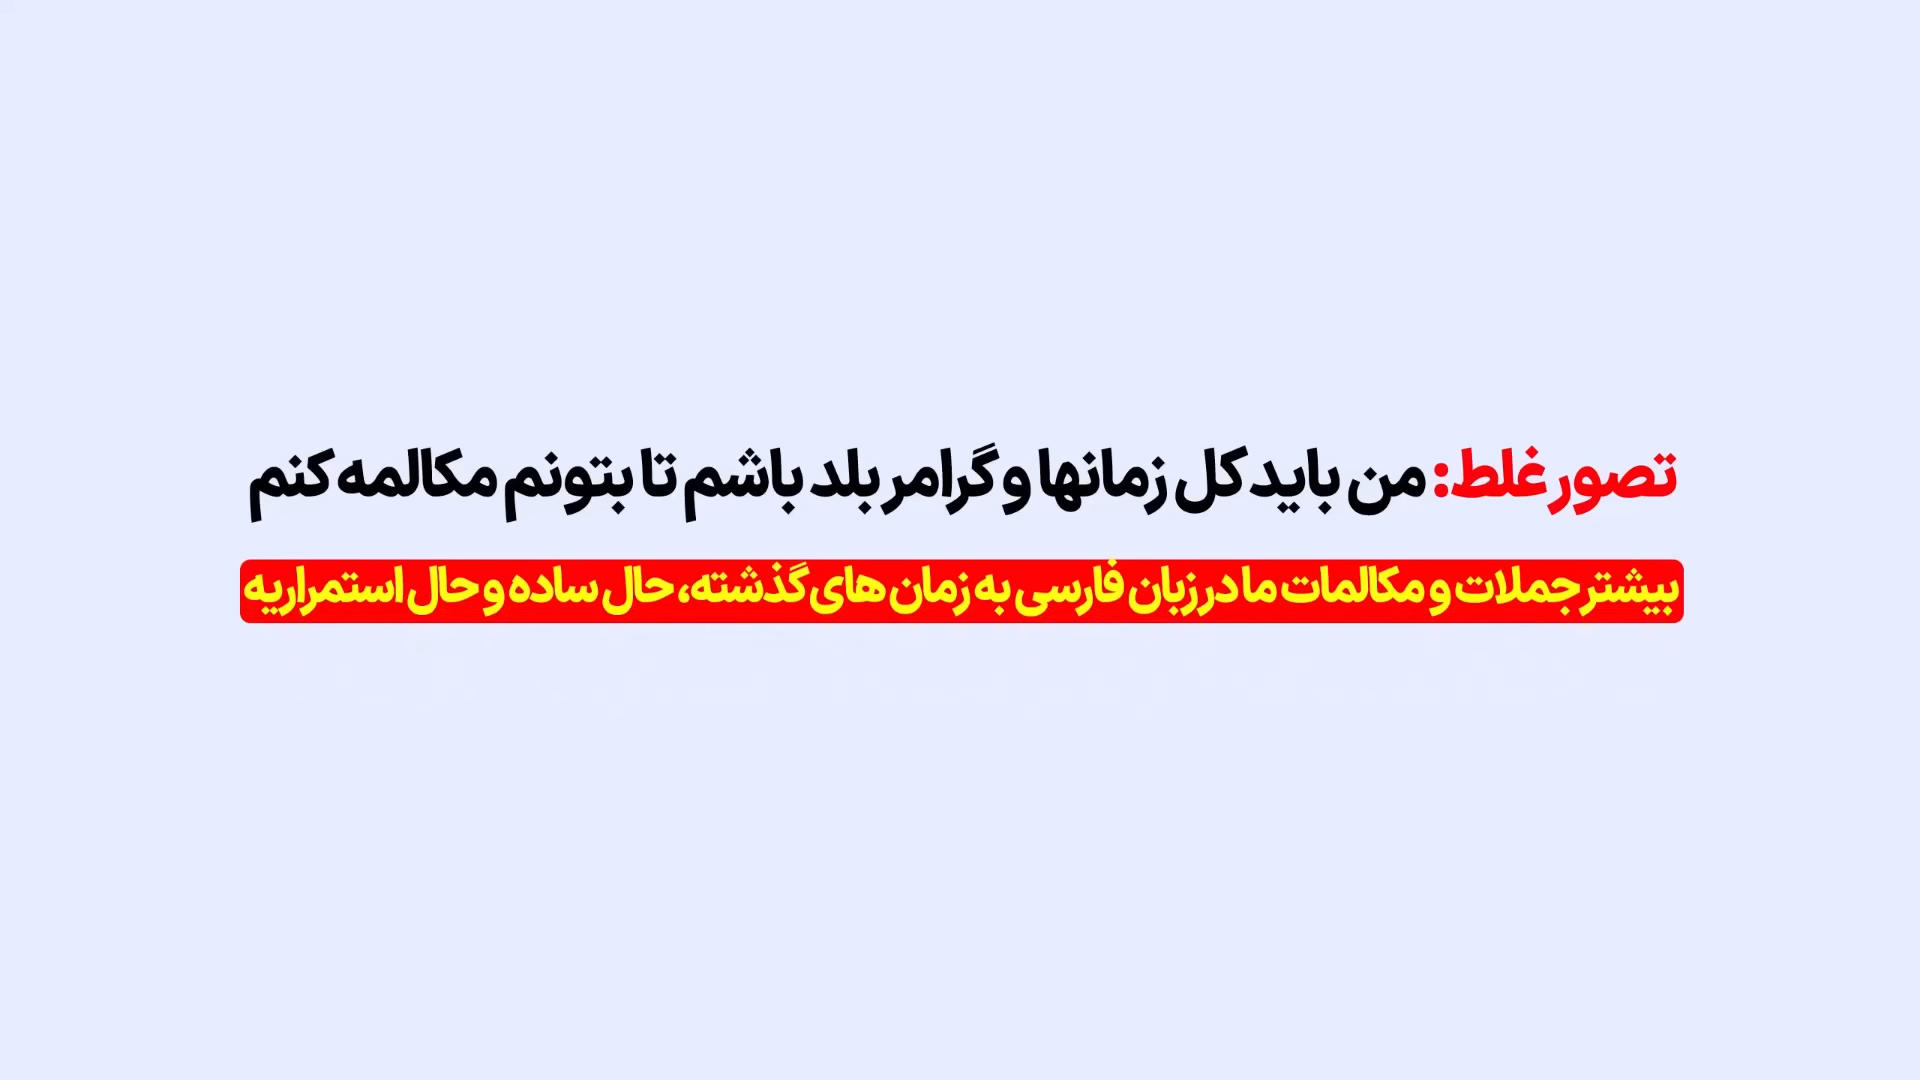 تصور غلط: من باید کل زمانها و گرامر بلد باشم تا بتونم مکالمه کنم
بیشتر جملات و مکالمات ما در زبان فارسی به زمان های گذشته، حال ساده و حال استمراریه